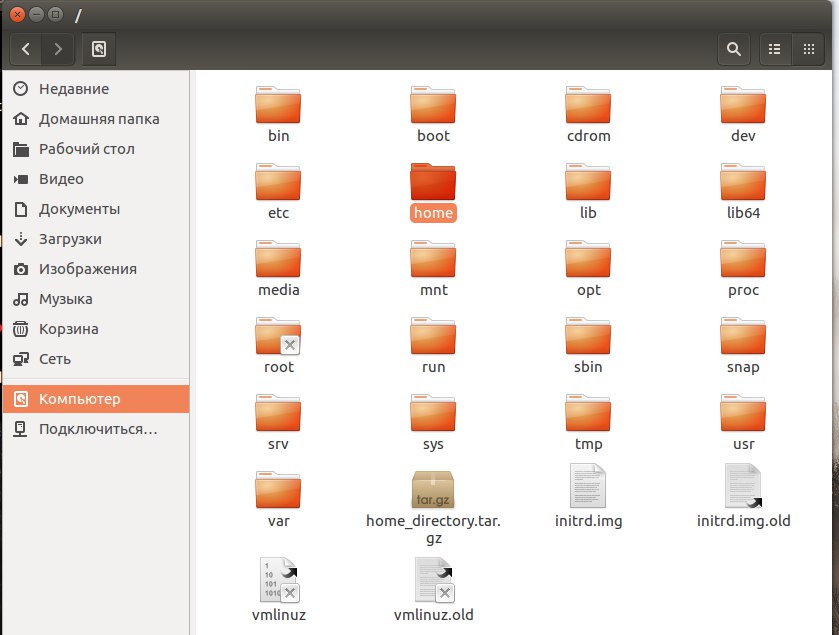 /
Недавние
Домашняя папка
Рабочий стол
Видео
Документы
Загрузки
Изображения
Музыка
Корзина
Сеть
Компьютер
Подключиться…
bin
boot
cdrom
dev
etc
home
lib
lib64
media
mnt
opt
proc
root
run
sbin
snap
srv
sys
tmp
usr
var
tar.gz
home_directory.tar.
gz
initrd.img
initrd.img.old
1
10
101
1010
vmlinuz
vmlinuz.old